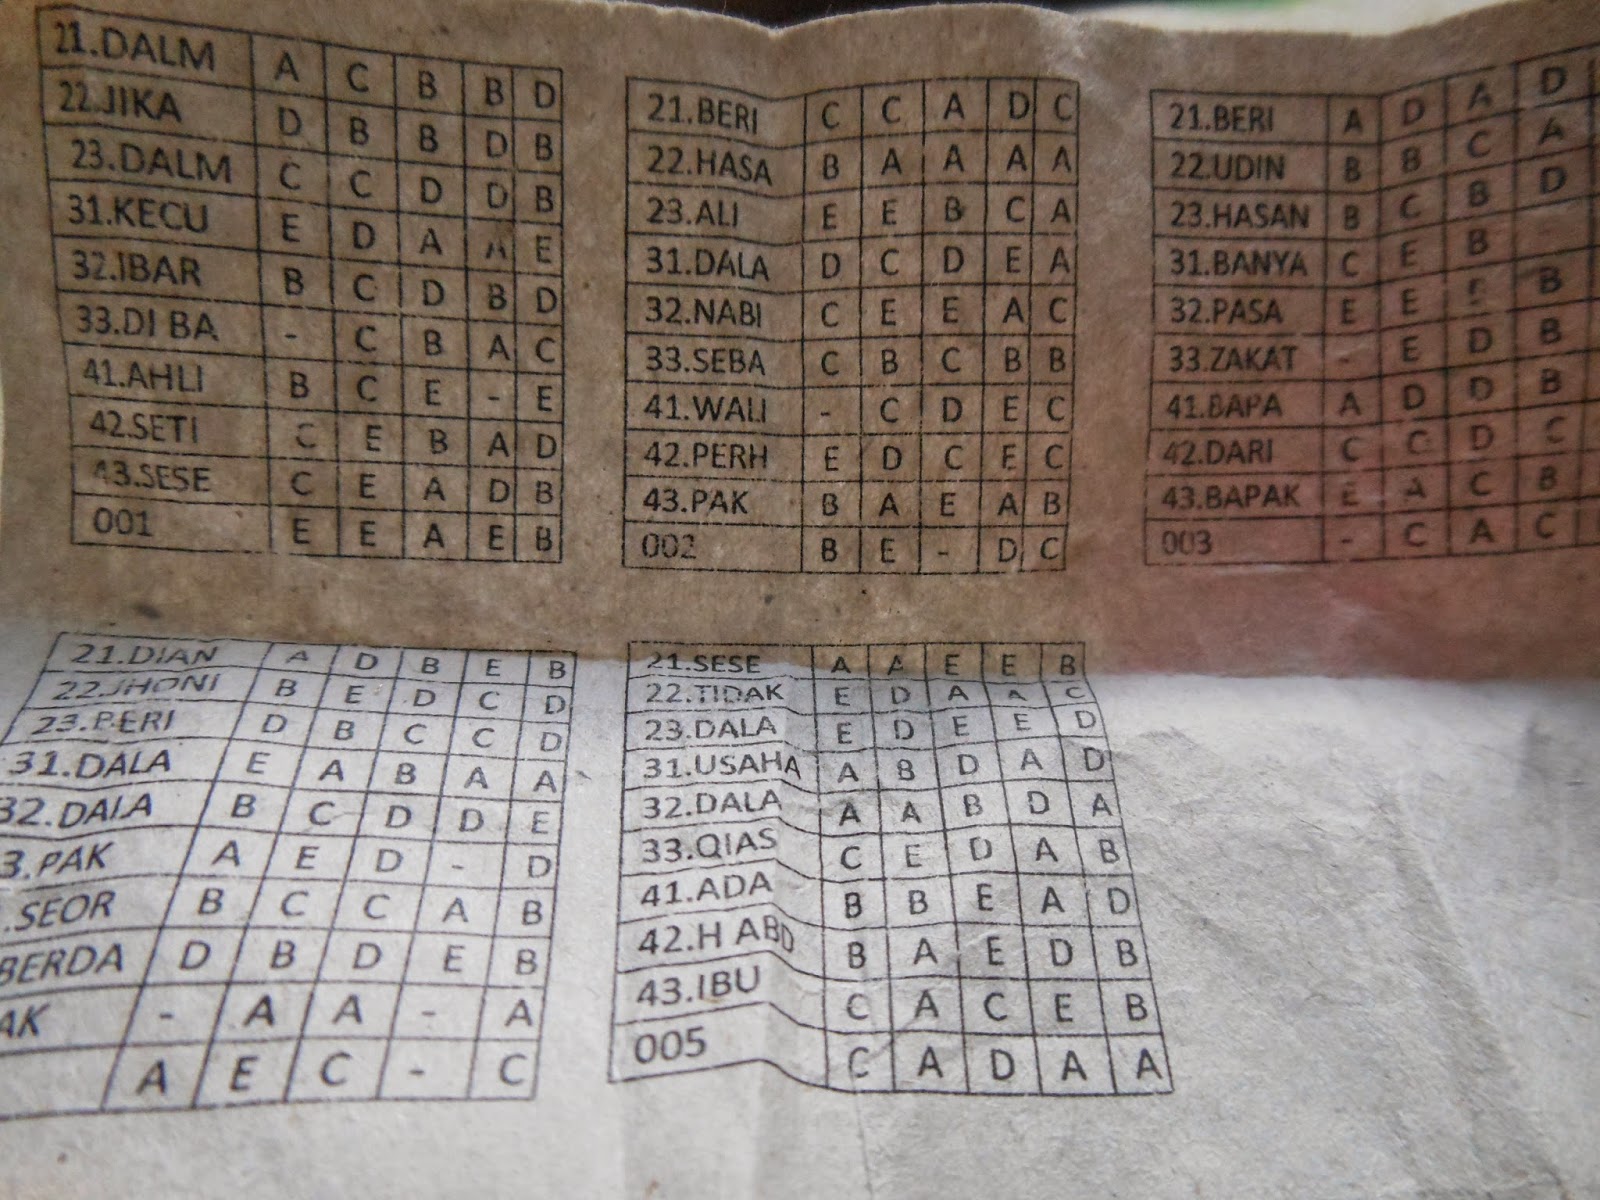 21.DALM A C B B D
22.JIKA D B B D B
23.DALM C C D D B
31.KECU E D A A E
32.IBAR B C D B D
33.DI BA - C B A C
41.AHLI B C E - E
42.SETI C E B A D
43.SESE C E A D B
001 E E A E B
21.BERI C C A D C
22.HASA B A A A A
23.ALI E E B C A
31.DALA D C D E A
32.NABI C E E A C
33.SEBA C B C B B
41.WALI - C D E C
42.PERH E D C E C
43.PAK B A E A B
002 B E - D C
21.BERI A D A D
22.UDIN B B C A
23.HASAN B C B D
31.BANYA C E B
32.PASA E E E B
33.ZAKAT - E D B
41.BAPA A D D B
42.DARI C C D C
43.BAPAK E A C B
003 - C A C
21.DIAN A D B E B
22.JHONI B E D C D
23.PERI D B C C D
31.DALA E A B A A
32.DALA B C D D E
3.PAK A E D - D
.SEOR B C C A B
BERDA D B D E B
AK - A A - A
A E C - C
21.SESE A A E E B
22.TIDAK E D A A C
23.DALA E D E E D
31.USAHA A B D A D
32.DALA A A B D A
33.QIAS C E D A B
41.ADA B B E A D
42.H ABD B A E D B
43.IBU C A C E B
005 C A D A A